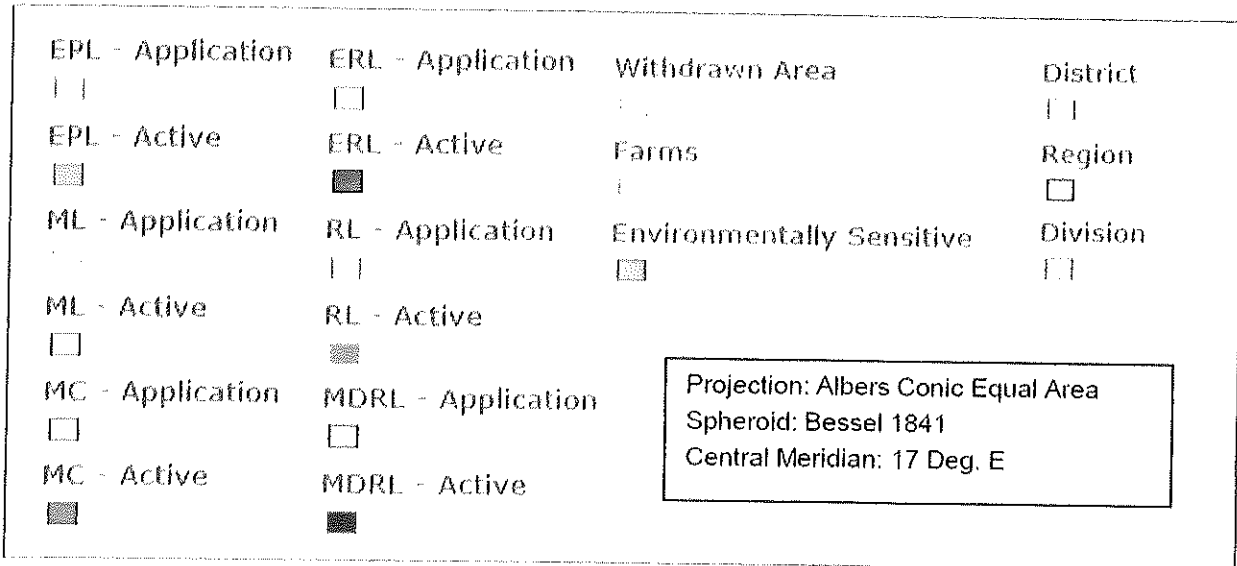 EPL - Application
EPL - Active
ML - Application
ML - Active
MC - Application
MC - Active
ERL - Application
ERL - Active
RL - Application
RL - Active
MDRL - Application
MDRL - Active
Withdrawn Area
Farms
Environmentally Sensitive
District
Region
Division
Projection: Albers Conic Equal Area
Spheroid: Bessel 1841
Central Meridian: 17 Deg. E